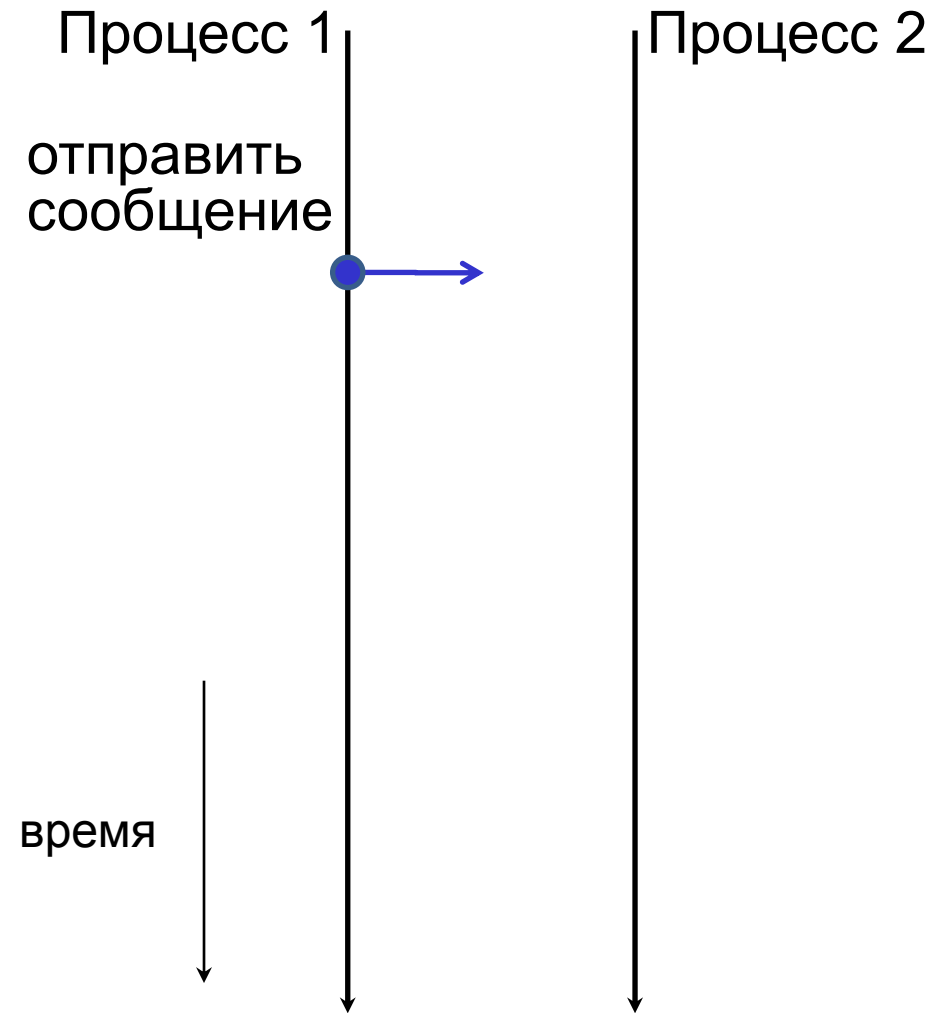 Процесс 1
Процесс 2
отправить
сообщение
время